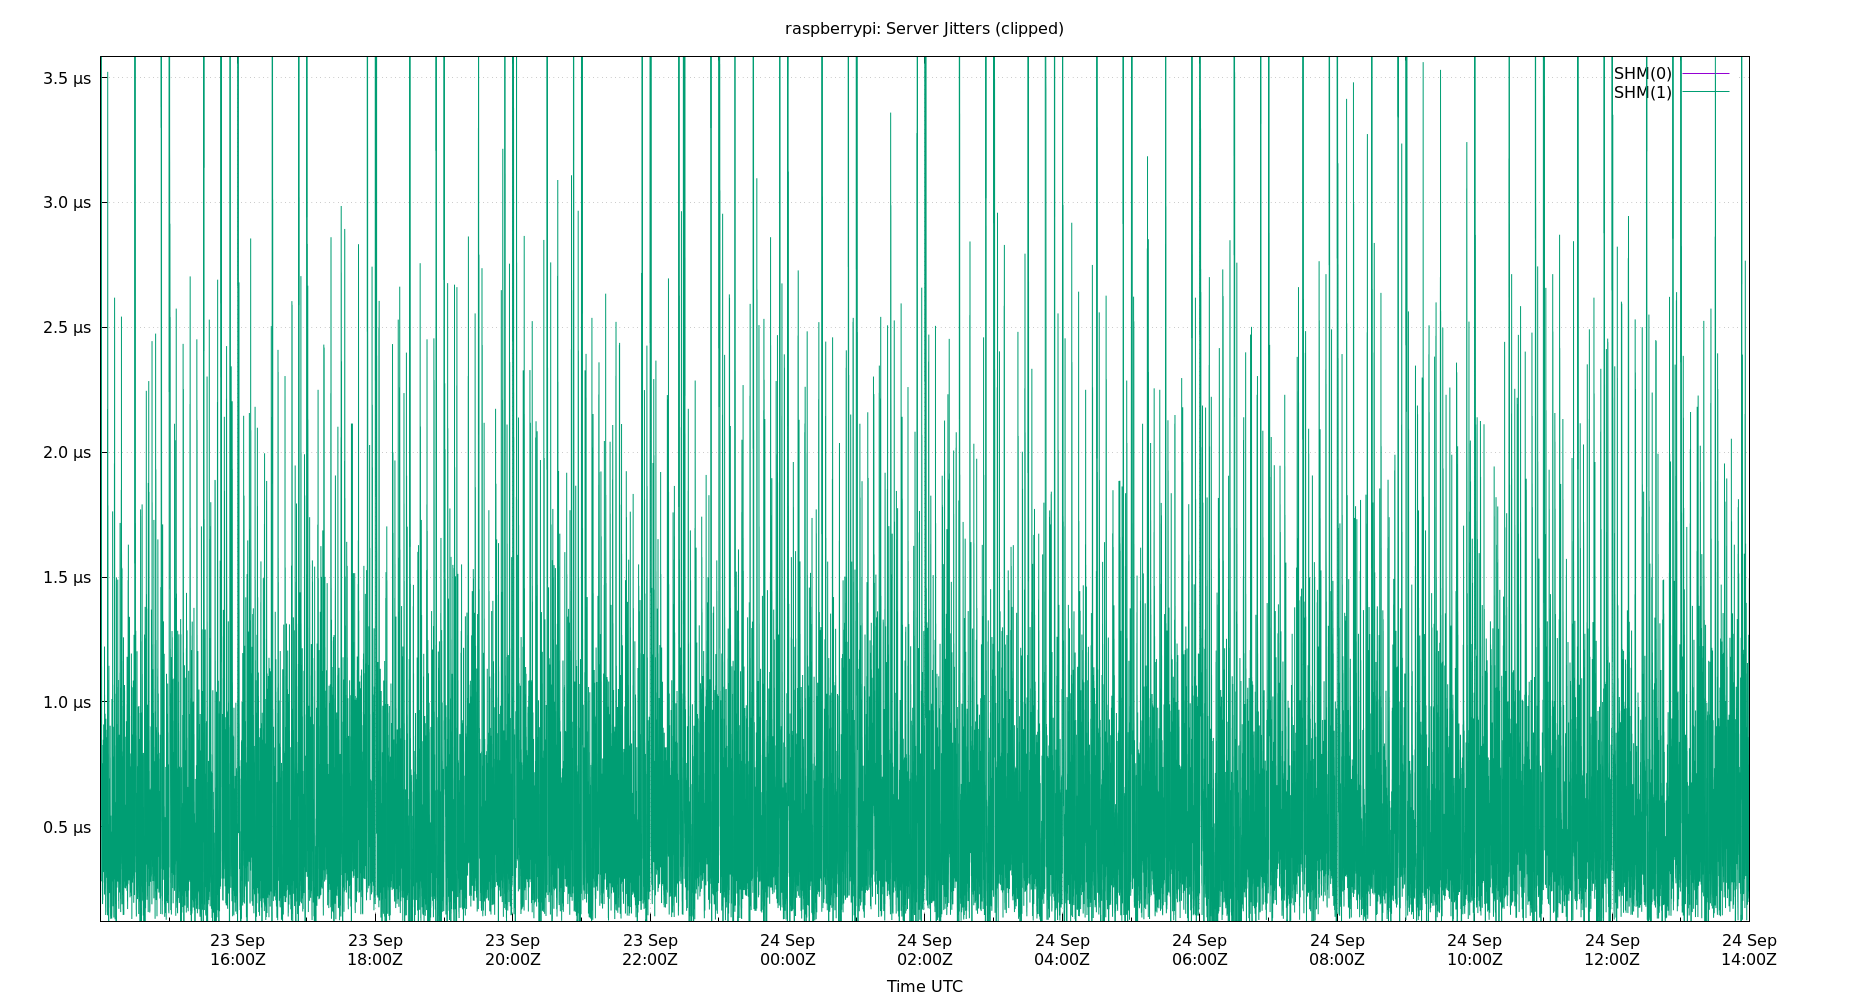 raspberrypi: Server Jitters (clipped)
3.5 µs
3.0 µs
2.5 µs
2.0 µs
1.5 µs
1.0 µs
0.5 µs
SHM(0)
SHM(1)
23 Sep 23 Sep 23 Sep 23 Sep 24 Sep 24 Sep 24 Sep 24 Sep 24 Sep 24 Sep 24 Sep 24 Sep
16:00Z 18:00Z 20:00Z 22:00Z 00:00Z 02:00Z 04:00Z 06:00Z 08:00Z 10:00Z 12:00Z 14:00Z
Time UTC